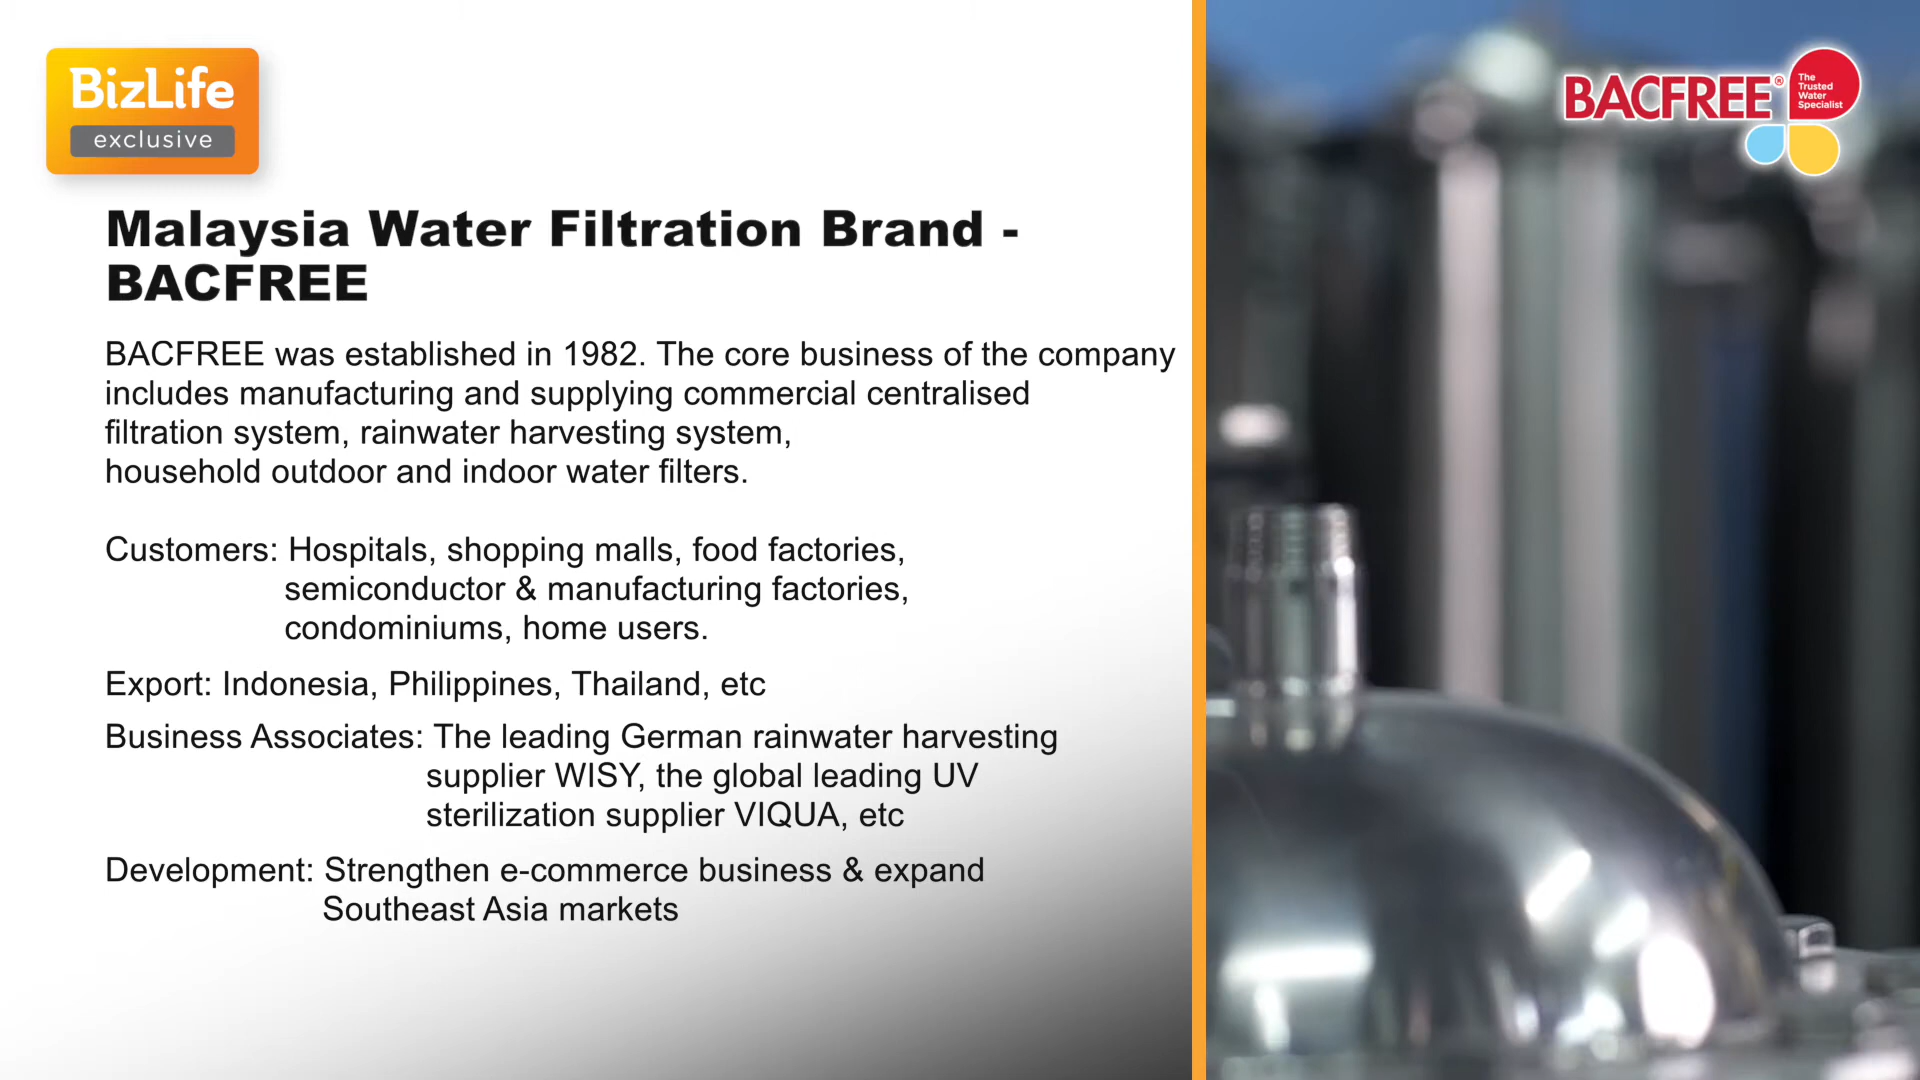 BizLife
exclusive
BACFREE®
The
Trusted
Water
Specialist
Malaysia Water Filtration Brand -
BACFREE
BACFREE was established in 1982. The core business of the company
includes manufacturing and supplying commercial centralised
filtration system, rainwater harvesting system,
household outdoor and indoor water filters.
Customers: Hospitals, shopping malls, food factories,
semiconductor & manufacturing factories,
condominiums, home users.
Export: Indonesia, Philippines, Thailand, etc
Business Associates: The leading German rainwater harvesting
supplier WISY, the global leading UV
sterilization supplier VIQUA, etc
Development: Strengthen e-commerce business & expand
Southeast Asia markets